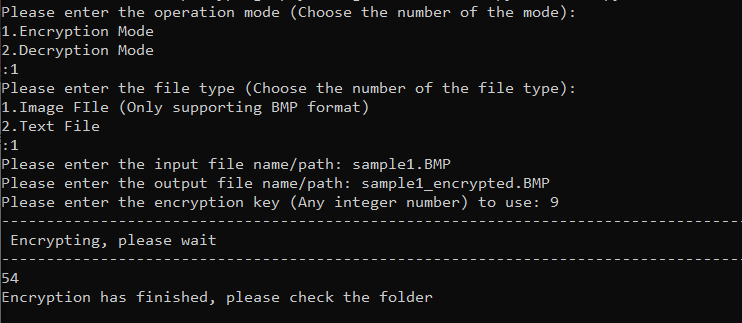 Please enter the operation mode (Choose the number of the mode):
1.Encryption Mode
2.Decryption Mode
:1
Please enter the file type (Choose the number of the file type):
1.Image FIle (Only supporting BMP format)
2.Text File
:1
Please enter the input file name/path: sample1.BMP
Please enter the output file name/path: sample1_encrypted.BMP
Please enter the encryption key (Any integer number) to use: 9
--------------------------------------------------------------------------------
 Encrypting, please wait
--------------------------------------------------------------------------------
54
Encryption has finished, please check the folder